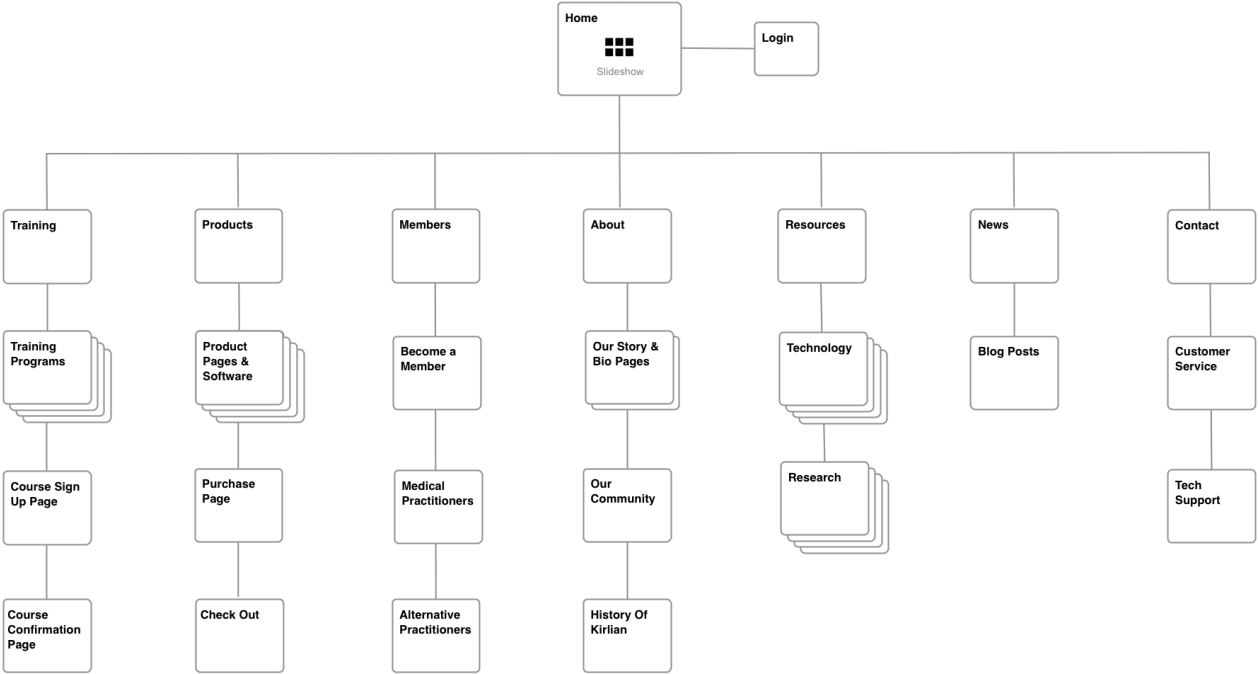 Home
Slideshow
Login
Training
Products
Members
About
Resources
News
Contact
Training
Programs
Product
Pages &
Software
Become a
Member
Our Story &
Bio Pages
Technology
Blog Posts
Customer
Service
Course Sign
Up Page
Purchase
Page
Medical
Practitioners
Our
Community
Research
Tech
Support
Course
Confirmation
Page
Check Out
Alternative
Practitioners
History Of
Kirlian